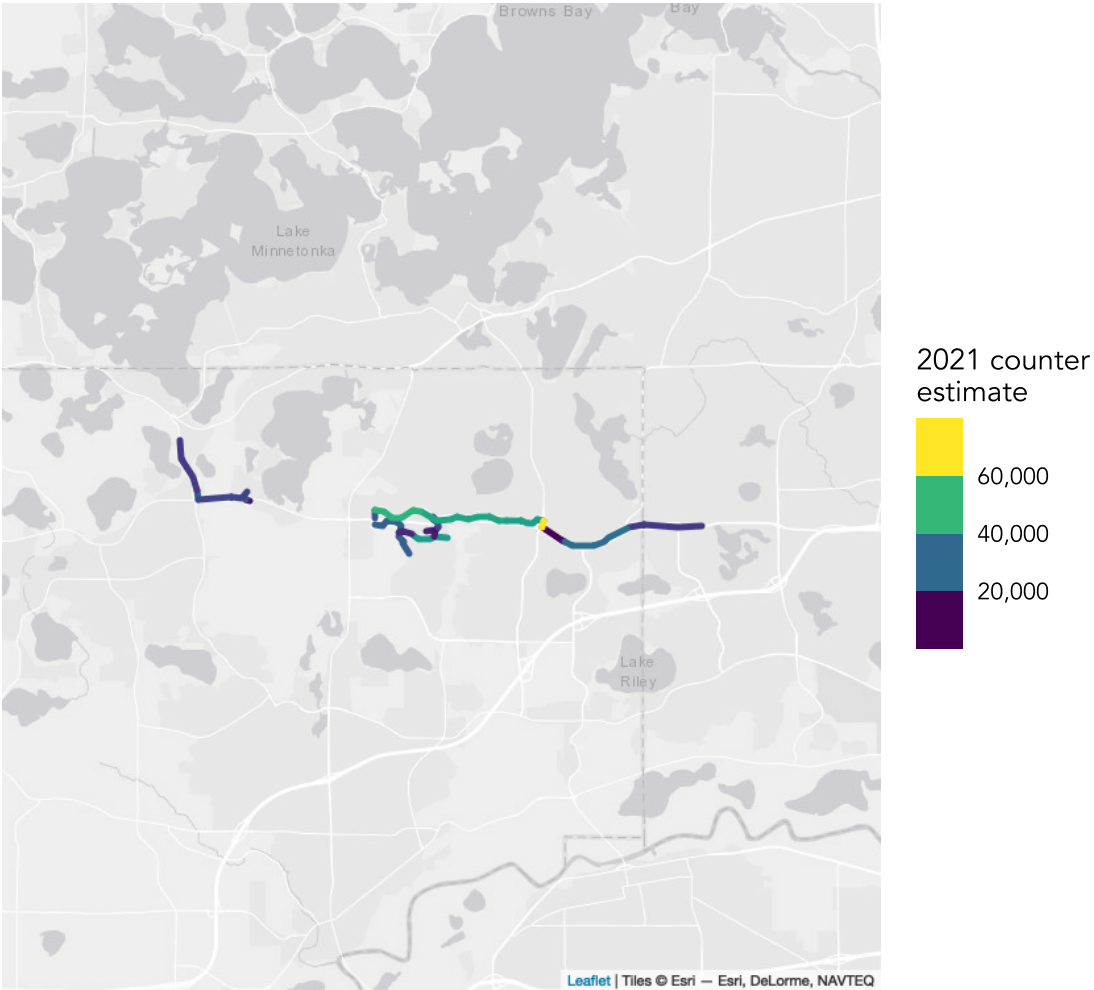 Browns Bay
Bay
Lake
Minnetonka
2021 counter
estimate
60,000
40,000
20,000
Lake
Riley
Leaflet | Tiles © Esri — Esri, DeLorme, NAVTEQ